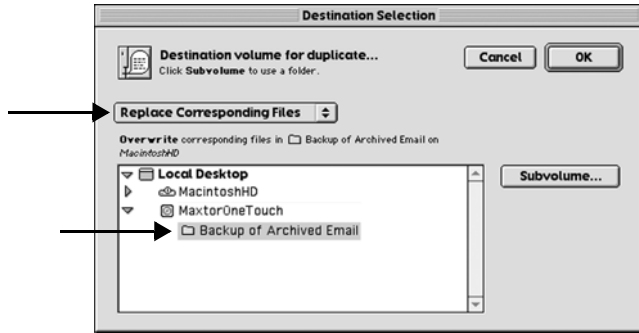 Destination Selection
Destination volume for duplicate...
Click Subvolume to use a folder.
Cancel
OK
Replace Corresponding Files
Overwrite corresponding files in Backup of Archived Email on
MacintoshHD
Local Desktop
MacintoshHD
MaxtorOneTouch
Backup of Archived Email
Subvolume...